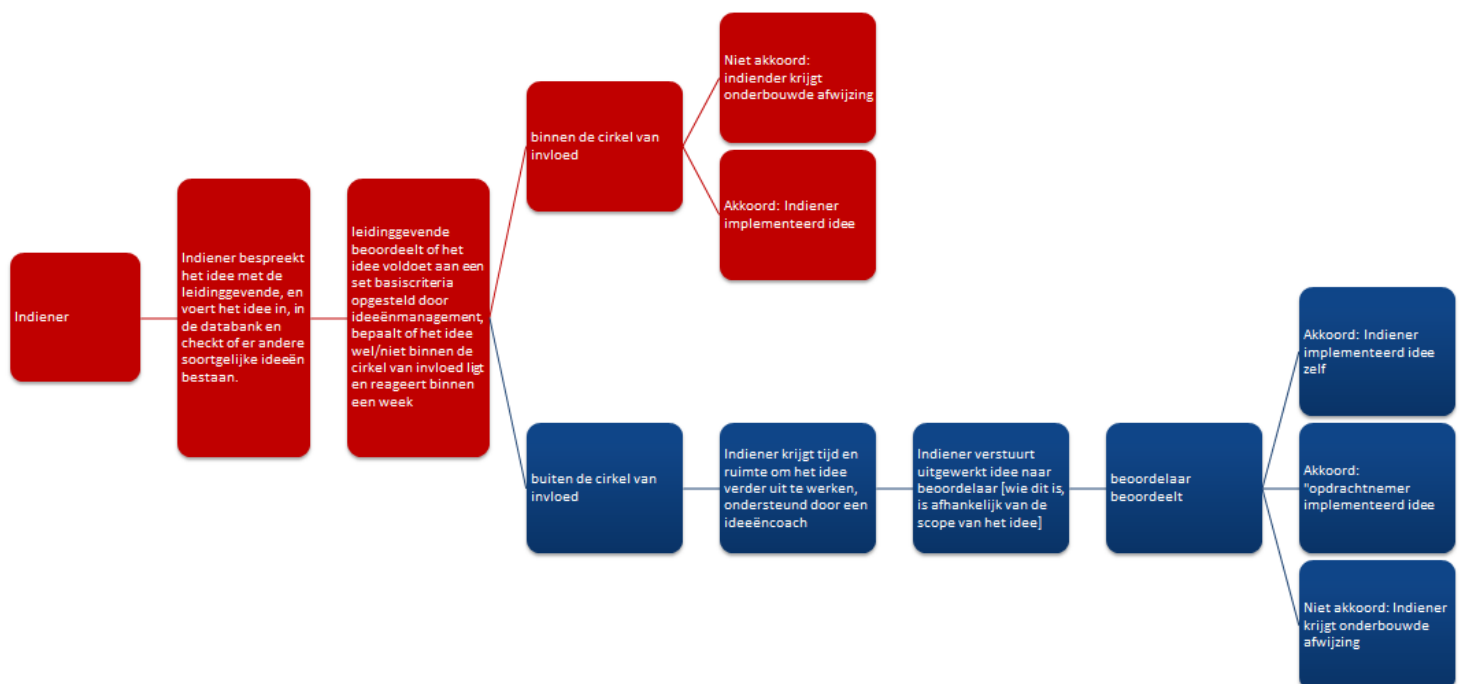 Indiener
Indiener bespreekt
het idee met de
leidinggevende, en
voert het idee in, in
de databank en
checkt of er andere
soortgelijke ideeën
bestaan.
leidinggevende
beoordeelt of het
idee voldoet aan een
set basiscriteria
opgesteld door
ideeënmanagement,
bepaalt of het idee
wel/niet binnen de
cirkel van invloed ligt
en reageert binnen
een week
binnen de cirkel van
invloed
Niet akkoord:
indiender krijgt
onderbouwde afwijzing
Akkoord: Indiener
implementeerd idee
buiten de cirkel van
invloed
Indiener krijgt tijd en
ruimte om het idee
verder uit te werken,
ondersteund door een
ideeëncoach
Indiener verstuurt
uitgewerkt idee naar
beoordelaar [wie dit is,
is afhankelijk van de
scope van het idee]
beoordelaar
beoordeelt
Akkoord: Indiener
implementeerd idee
zelf
Akkoord:
"opdrachtnemer
implementeerd idee
Niet akkoord: Indiener
krijgt onderbouwde
afwijzing